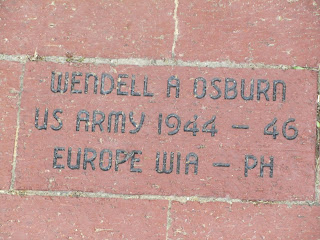 WENDELL A OSBURN
US ARMY 1944 - 46
EUROPE WIA - PH